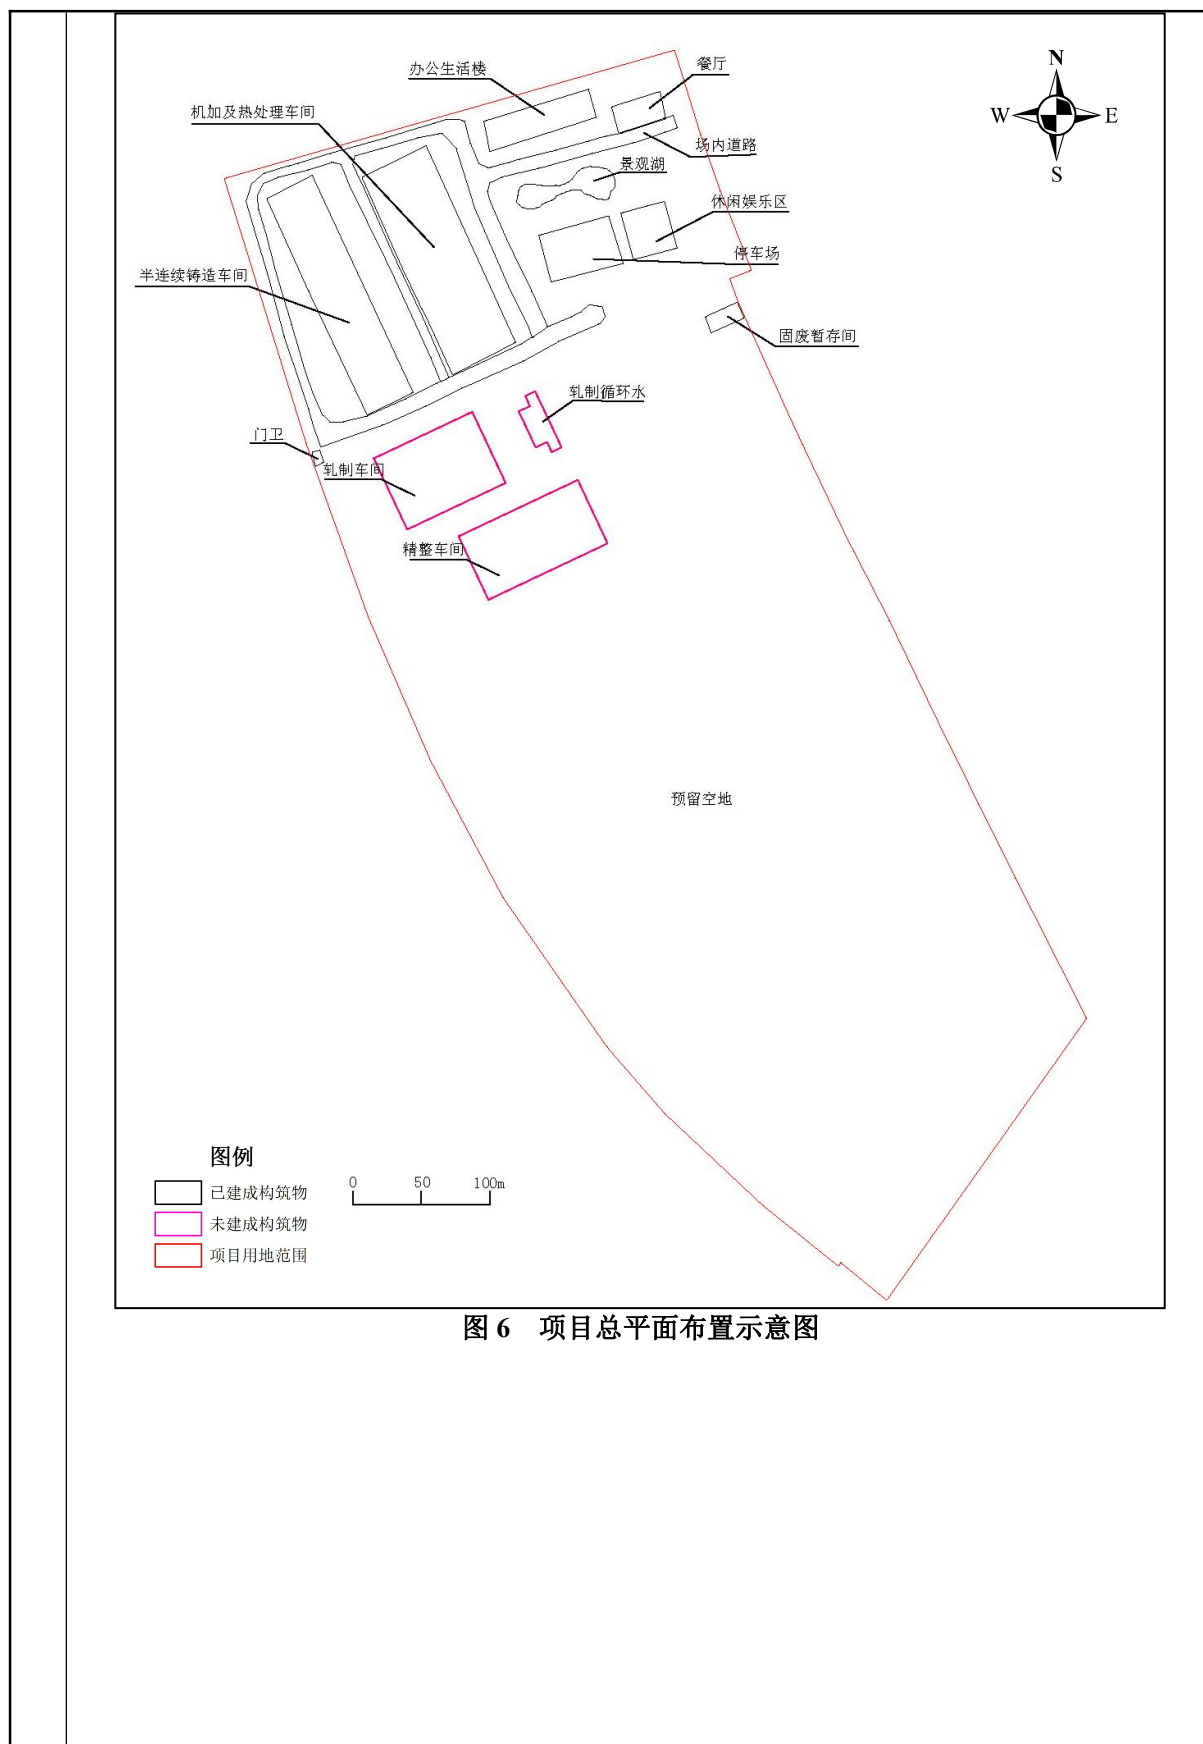 N
办公生活楼
餐厅
机加及热处理车间
W
E
场内道路
景观湖
S
休闲娱乐区
停车场
半连续铸造车间
固废暂存间
轧制循环水
门卫
轧制车间
精整车间
预留空地
图例
0 50 100m
已建成构筑物
未建成构筑物
项目用地范围
图 6 项目总平面布置示意图